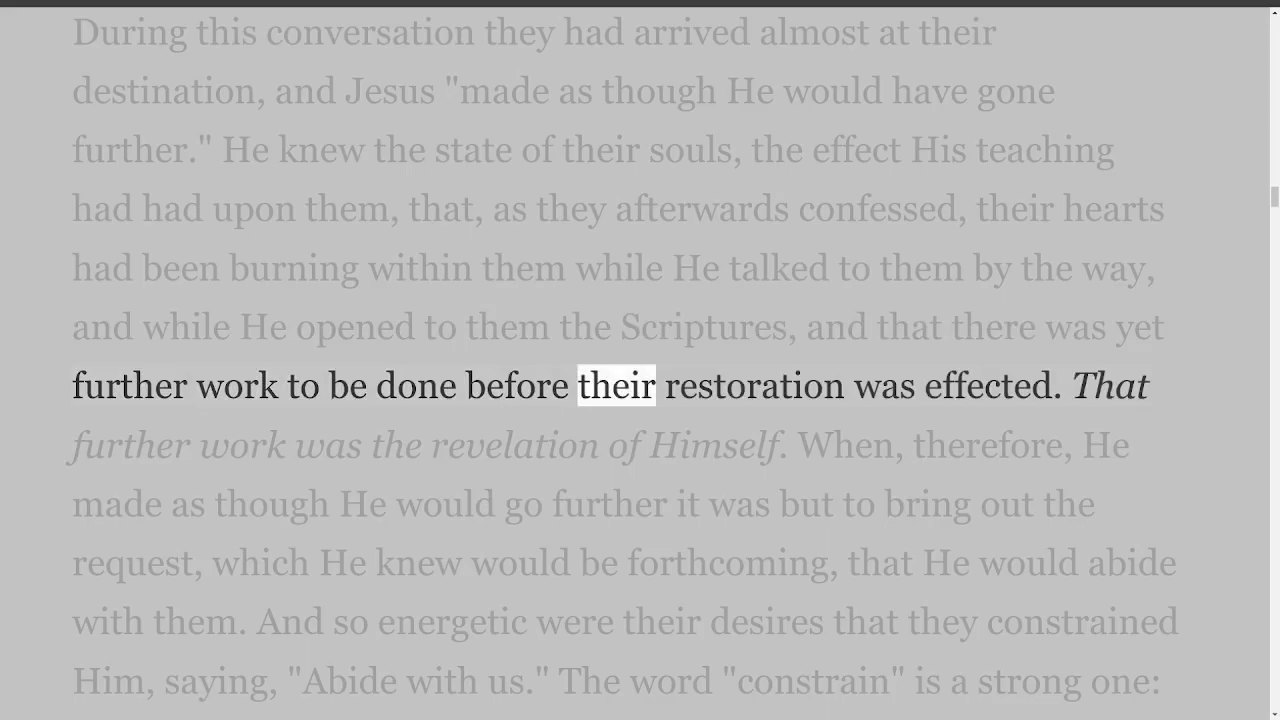 During this conversation they had arrived almost at their
destination, and Jesus "made as though He would have gone
further." He knew the state of their souls, the effect His teaching
had had upon them, that, as they afterwards confessed, their hearts
had been burning within them while He talked to them by the way,
and while He opened to them the Scriptures, and that there was yet
further work to be done before their restoration was effected. That
further work was the revelation of Himself. When, therefore, He
made as though He would go further it was but to bring out the
request, which He knew would be forthcoming, that He would abide
with them. And so energetic were their desires that they constrained
Him, saying, "Abide with us." The word "constrain" is a strong one: